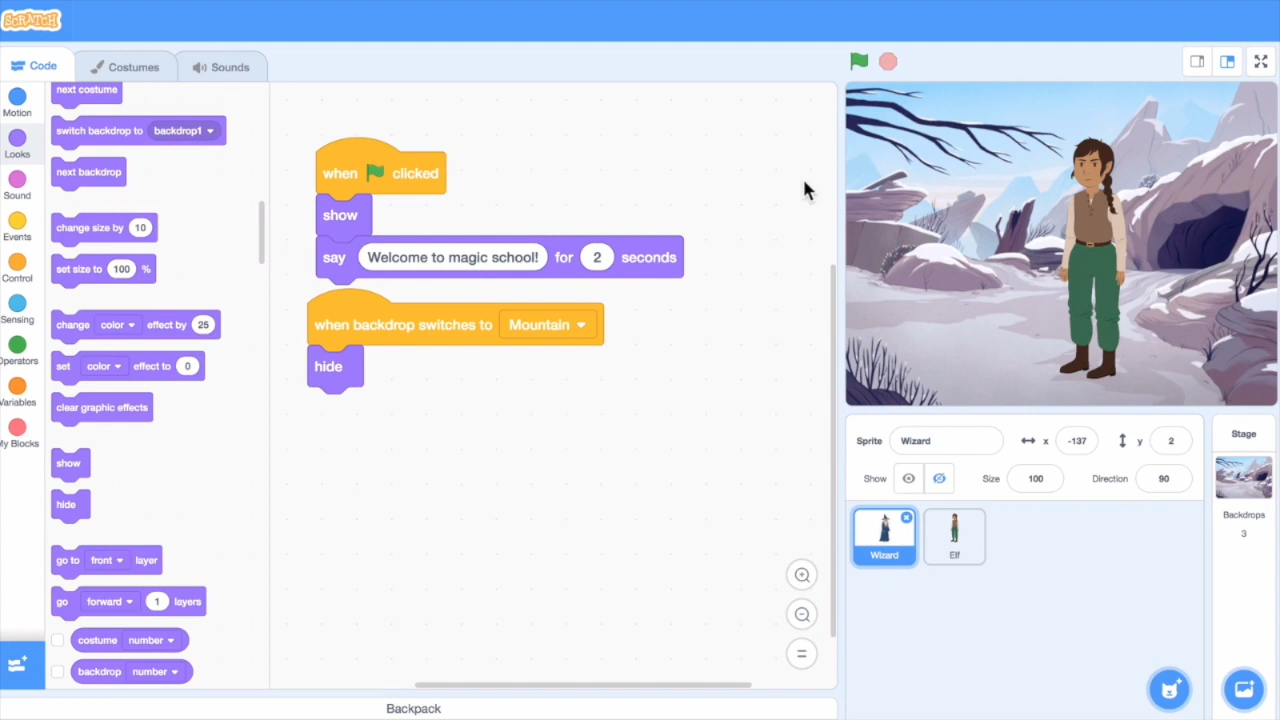 SCRATCH
Code
Costumes
Sounds
Motion
Looks
Sound
Events
Control
Sensing
Operators
Variables
My Blocks
next costume
switch backdrop to backdrop1
next backdrop
change size by 10
set size to 100 %
change color effect by 25
set color effect to 0
clear graphic effects
show
hide
go to front layer
go forward 1 layers
costume number
backdrop number
when clicked
show
say Welcome to magic school! for 2 seconds
when backdrop switches to Mountain
hide
Backpack
Sprite Wizard x -137 y 2
Show Size 100 Direction 90
Wizard
Elf
Stage
Backdrops
3